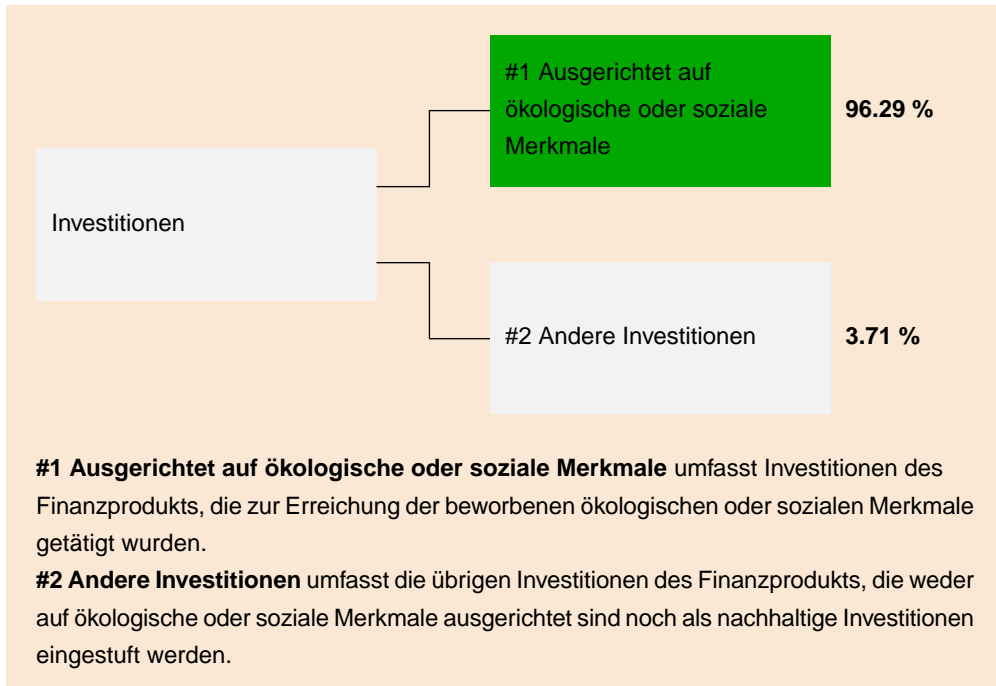 #1 Ausgerichtet auf
ökologische oder soziale
Merkmale
96.29 %
Investitionen
#2 Andere Investitionen
3.71 %
#1 Ausgerichtet auf ökologische oder soziale Merkmale umfasst Investitionen des
Finanzprodukts, die zur Erreichung der beworbenen ökologischen oder sozialen Merkmale
getätigt wurden.
#2 Andere Investitionen umfasst die übrigen Investitionen des Finanzprodukts, die weder
auf ökologische oder soziale Merkmale ausgerichtet sind noch als nachhaltige Investitionen
eingestuft werden.